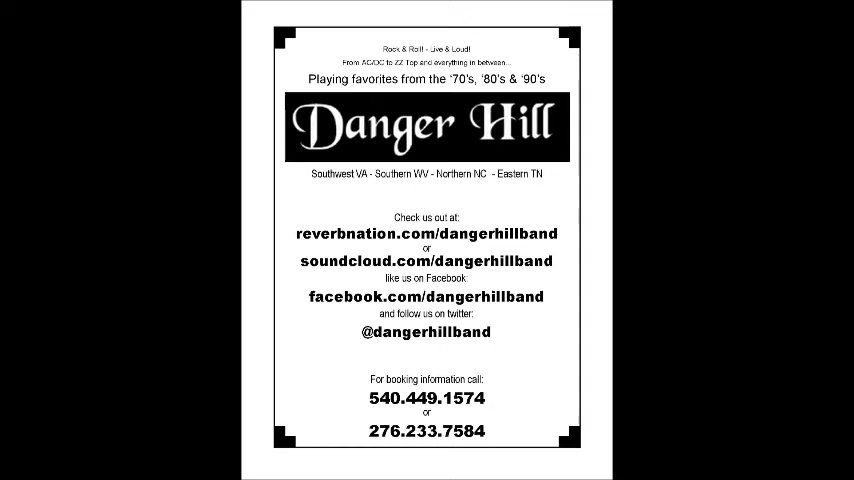 Rock & Roll! - Live & Loud!
From AC/DC to ZZ Top and everything in between...
Playing favorites from the '70's, '80's & '90's
Danger Hill
Southwest VA - Southern WV - Northern NC - Eastern TN
Check us out at:
reverbnation.com/dangerhillband
or
soundcloud.com/dangerhillband
like us on Facebook:
facebook.com/dangerhillband
and follow us on twitter:
@dangerhillband
For booking information call:
540.449.1574
or
276.233.7584